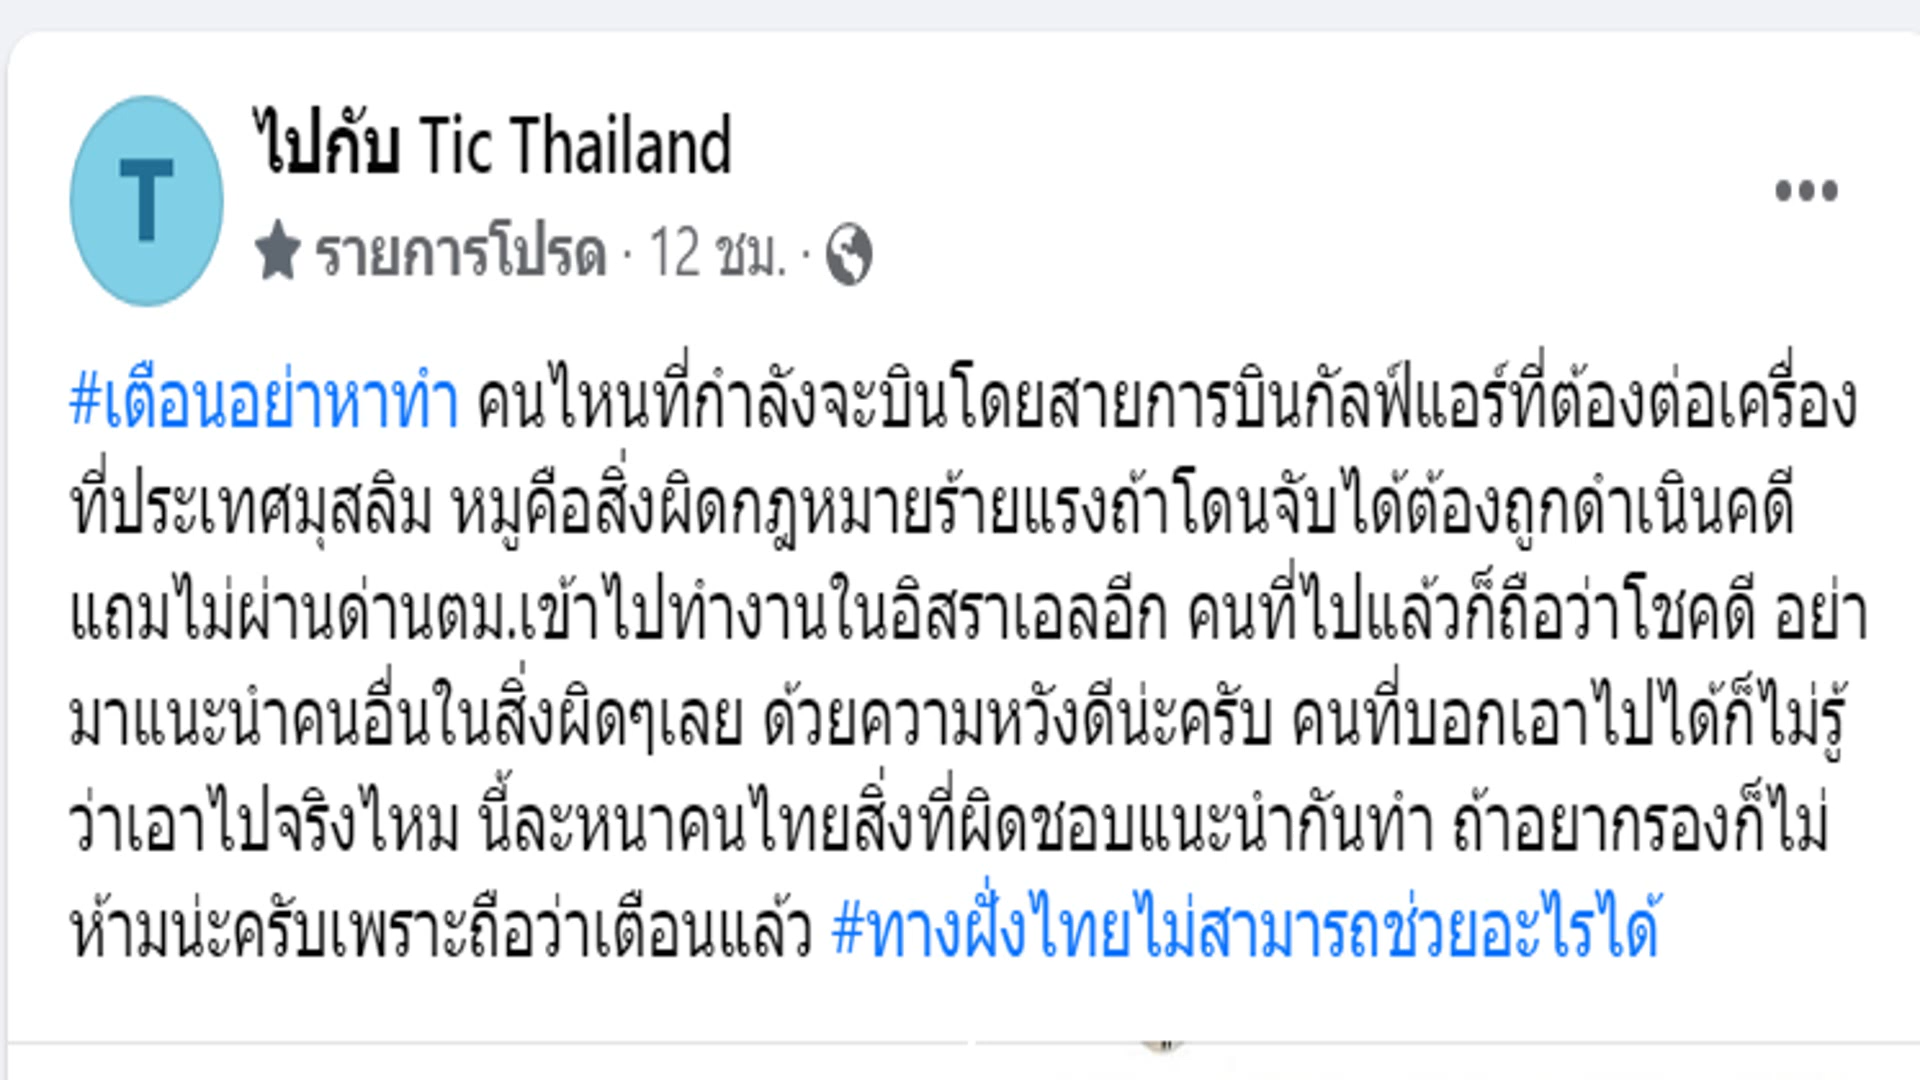 T
ไปกับ Tic Thailand
รายการโปรด · 12 ชม. ·
#เตือนอย่าหาทำ คนไหนที่กำลังจะบินโดยสายการบินกัลฟ์แอร์ที่ต้องต่อเครื่อง
ที่ประเทศมุสลิม หมูคือสิ่งผิดกฎหมายร้ายแรงถ้าโดนจับได้ต้องถูกดำเนินคดี
แถมไม่ผ่านด่านตม.เข้าไปทำงานในอิสราเอลอีก คนที่ไปแล้วก็ถือว่าโชคดี อย่า
มาแนะนำคนอื่นในสิ่งผิดๆเลย ด้วยความหวังดีน่ะครับ คนที่บอกเอาไปได้ก็ไม่รู้
ว่าเอาไปจริงไหม นี้ละหนาคนไทยสิ่งที่ผิดชอบแนะนำกันทำ ถ้าอยากรองก็ไม่
ห้ามน่ะครับเพราะถือว่าเตือนแล้ว #ทางฝั่งไทยไม่สามารถช่วยอะไรได้